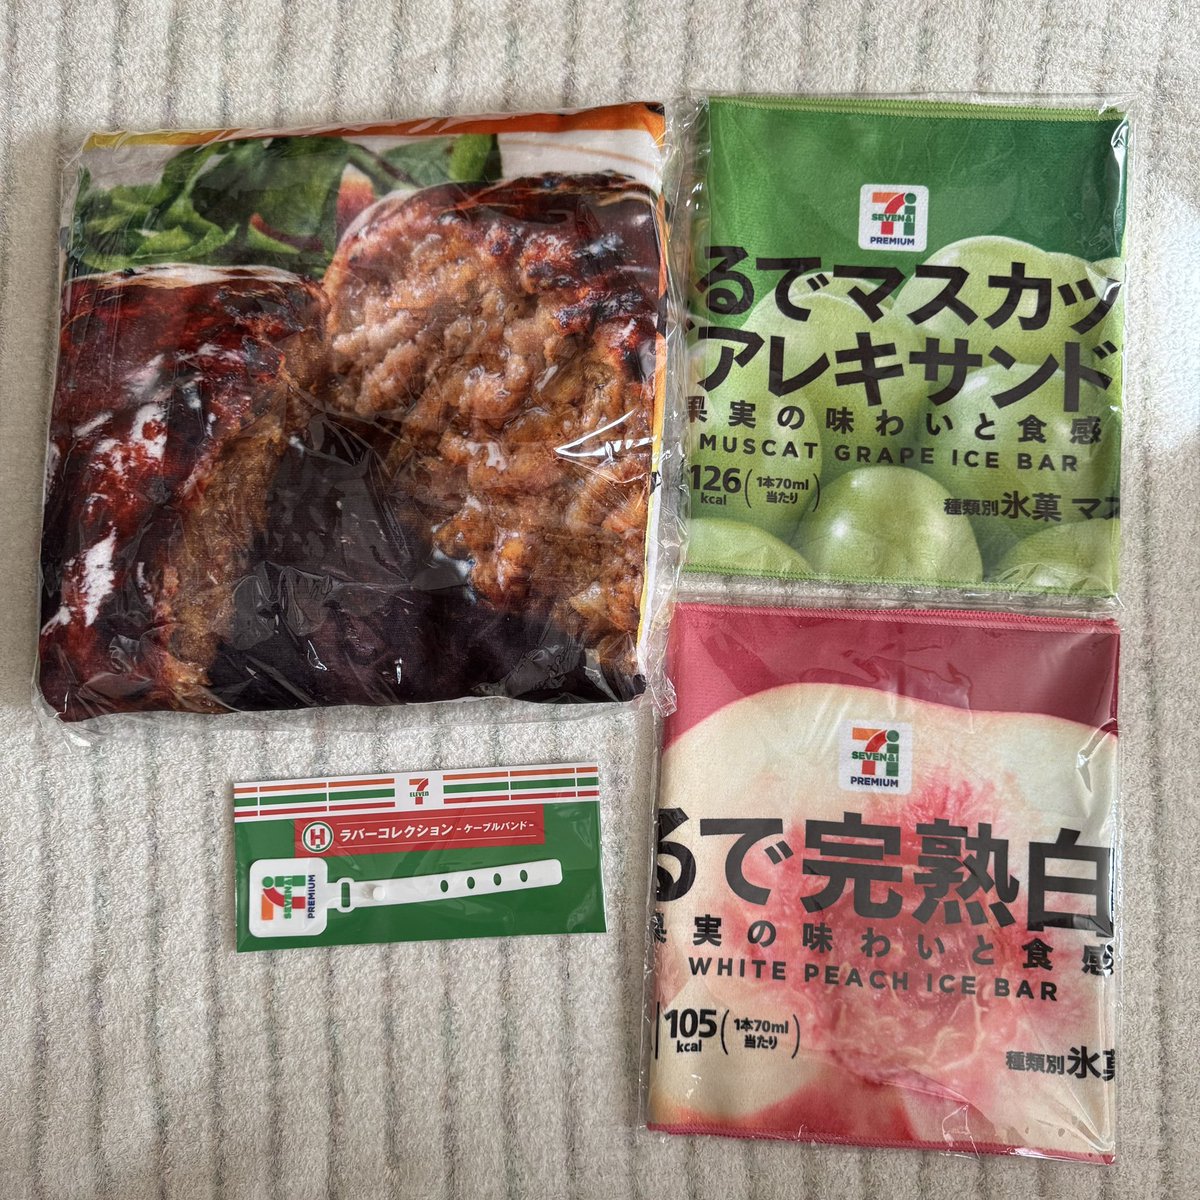 SEVEN&i
PREMIUM
るでマスカッ
アレキサンド
果実の味わいと食感
MUSCAT GRAPE ICE BAR
126
kcal
(1本70ml
当たり)
種類別氷菓 マス
7
ELEVEN
H ラバーコレクション -ケーブルバンド-
SEVEN&i
PREMIUM
SEVEN&i
PREMIUM
るで完熟白
果実の味わいと食感
WHITE PEACH ICE BAR
105
kcal
(1本70ml
当たり)
種類別氷菓